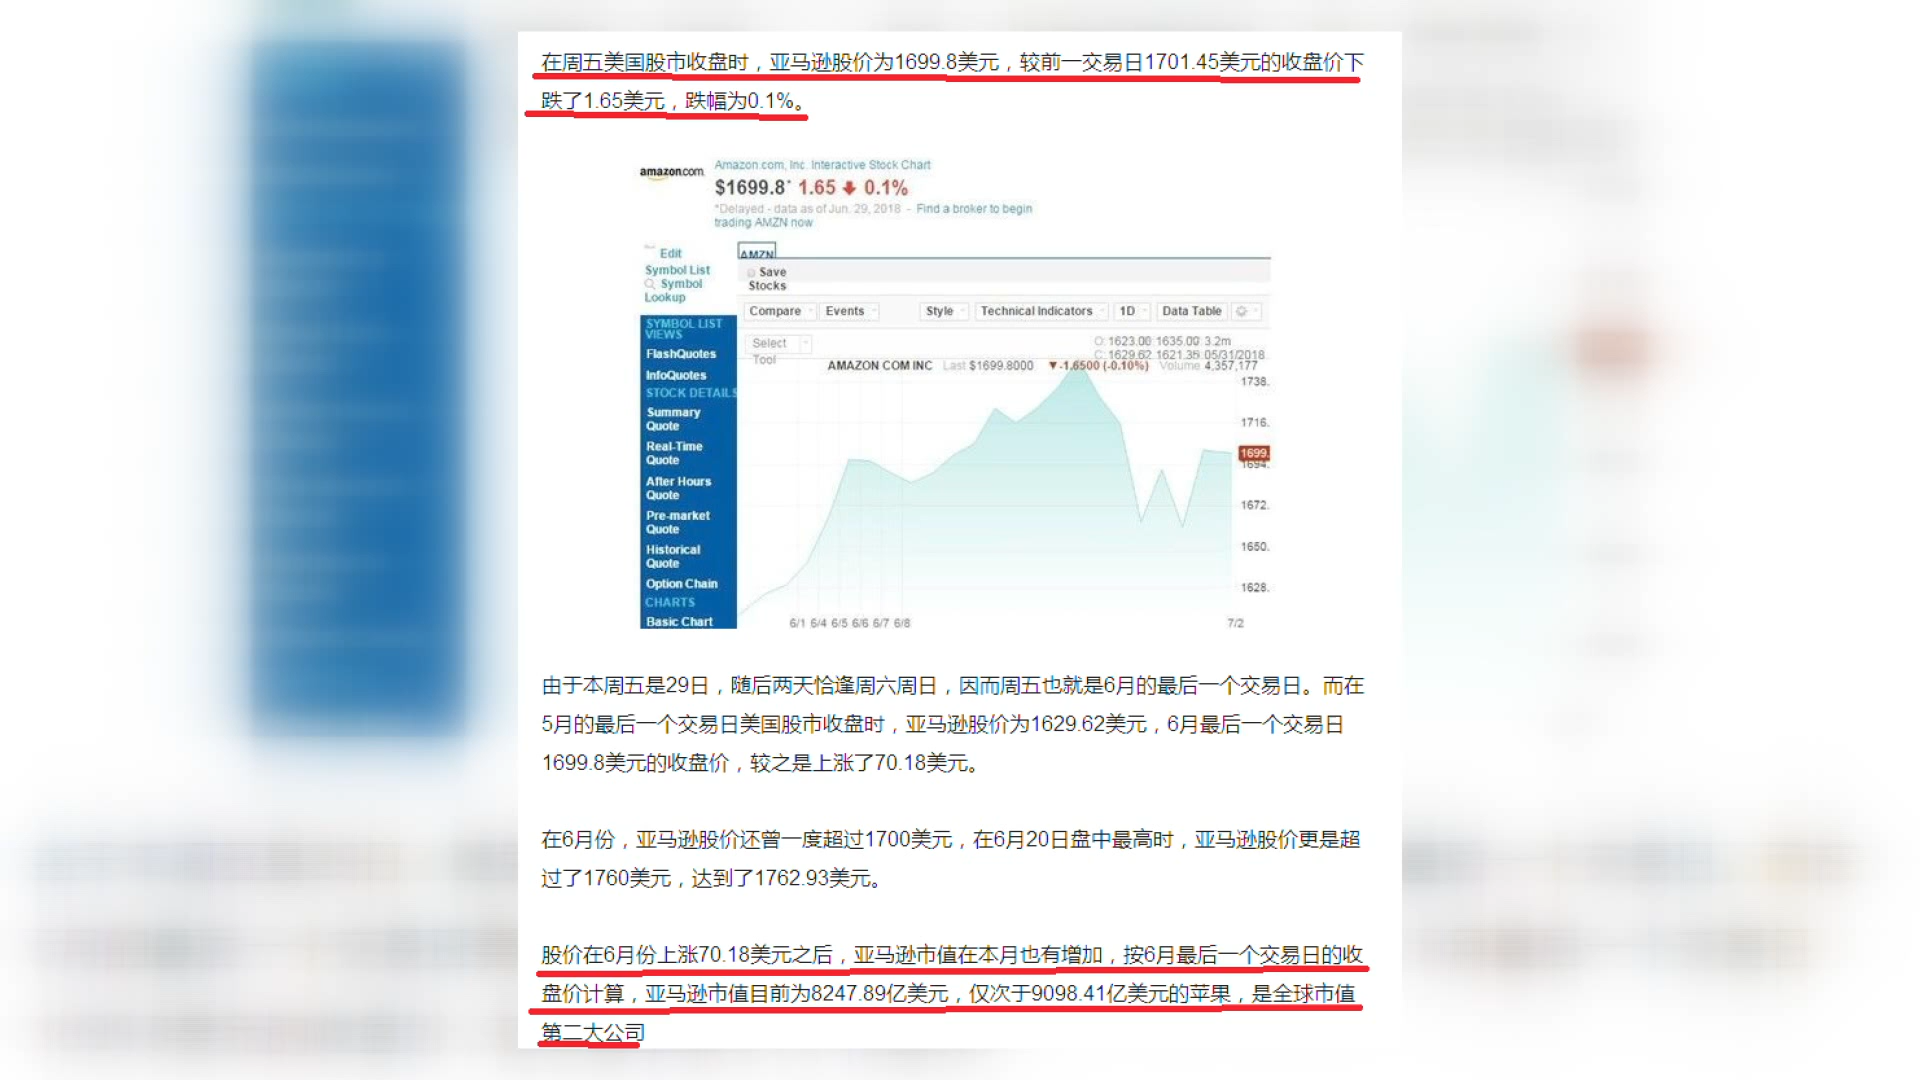 在周五美国股市收盘时，亚马逊股价为1699.8美元，较前一交易日1701.45美元的收盘价下
跌了1.65美元，跌幅为0.1%。
amazon.com
Amazon.com, Inc. Interactive Stock Chart
$1699.8* 1.65 0.1%
*Delayed - data as of Jun. 29, 2018 - Find a broker to begin
trading AMZN now
Edit
Symbol List
Symbol
Lookup
AMZN
Save
Stocks
Compare Events Style Technical Indicators 1D Data Table
Select
Tool
O: 1623.00 1635.00 3.2m
C: 1629.62 1621.35 05/31/2018
AMAZON COM INC Last $1699.8000 ▼-1.6500 (-0.10%) Volume 4,357,177
SYMBOL LIST
VIEWS
FlashQuotes
InfoQuotes
STOCK DETAILS
Summary
Quote
Real-Time
Quote
After Hours
Quote
Pre-market
Quote
Historical
Quote
Option Chain
CHARTS
Basic Chart
1738.
1716.
1699.
1694.
1672.
1650.
1628.
6/1 6/4 6/5 6/6 6/7 6/8 7/2
由于本周五是29日，随后两天恰逢周六周日，因而周五也就是6月的最后一个交易日。而在
5月的最后一个交易日美国股市收盘时，亚马逊股价为1629.62美元，6月最后一个交易日
1699.8美元的收盘价，较之是上涨了70.18美元。
在6月份，亚马逊股价还曾一度超过1700美元，在6月20日盘中最高时，亚马逊股价更是超
过了1760美元，达到了1762.93美元。
股价在6月份上涨70.18美元之后，亚马逊市值在本月也有增加，按6月最后一个交易日的收
盘价计算，亚马逊市值目前为8247.89亿美元，仅次于9098.41亿美元的苹果，是全球市值
第二大公司